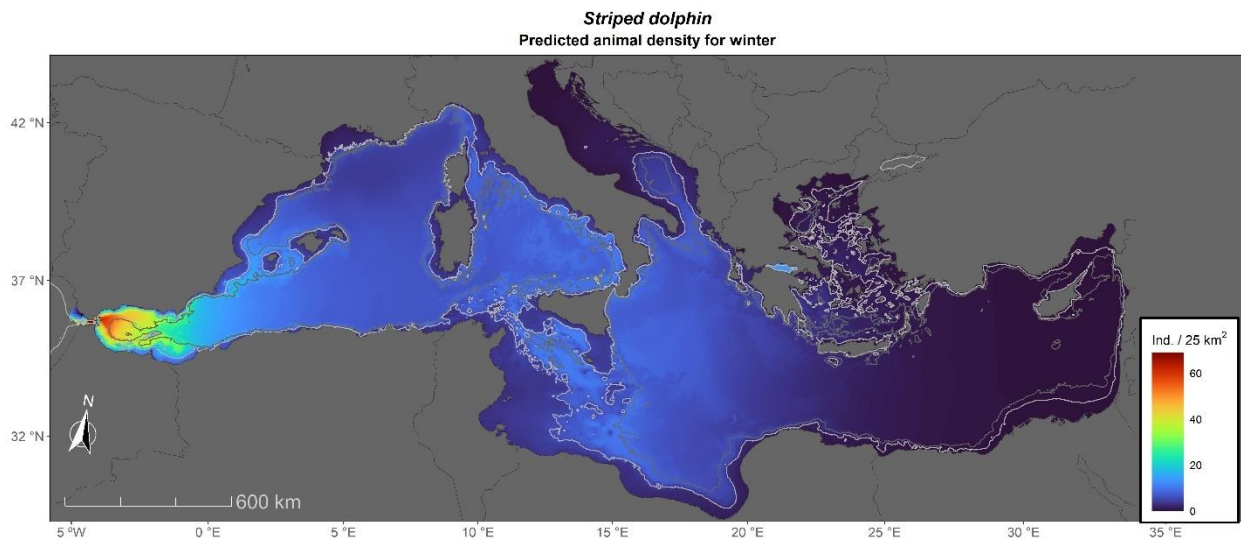 Striped dolphin
Predicted animal density for winter
42 °N
37 °N
32 °N
N
600 km
5 °W
0 °E
5 °E
10 °E
15 °E
20 °E
25 °E
30 °E
35 °E
Ind. / 25 km²
60
40
20
0